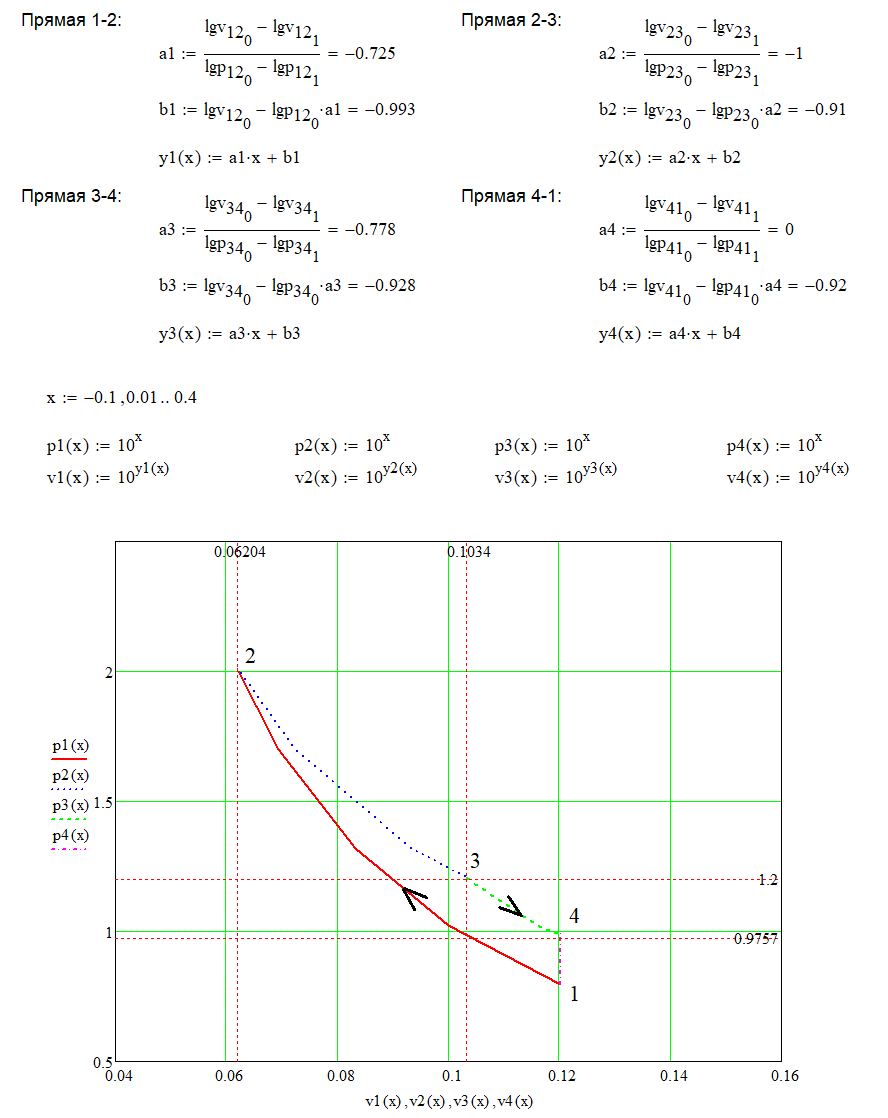 Прямая 1-2:
a1 := (lgv12₀ − lgv12₁) / (lgp12₀ − lgp12₁) = −0.725
b1 := lgv12₀ − lgp12₀·a1 = −0.993
y1(x) := a1·x + b1
Прямая 2-3:
a2 := (lgv23₀ − lgv23₁) / (lgp23₀ − lgp23₁) = −1
b2 := lgv23₀ − lgp23₀·a2 = −0.91
y2(x) := a2·x + b2
Прямая 3-4:
a3 := (lgv34₀ − lgv34₁) / (lgp34₀ − lgp34₁) = −0.778
b3 := lgv34₀ − lgp34₀·a3 = −0.928
y3(x) := a3·x + b3
Прямая 4-1:
a4 := (lgv41₀ − lgv41₁) / (lgp41₀ − lgp41₁) = 0
b4 := lgv41₀ − lgp41₀·a4 = −0.92
y4(x) := a4·x + b4
x := −0.1 , 0.01 .. 0.4
p1(x) := 10^x p2(x) := 10^x p3(x) := 10^x p4(x) := 10^x
v1(x) := 10^y1(x) v2(x) := 10^y2(x) v3(x) := 10^y3(x) v4(x) := 10^y4(x)
0.06204 0.1034
2
2
p1(x)
p2(x)
p3(x) 1.5
p4(x)
3
1.2
4
1 0.9757
1
0.5
0.04 0.06 0.08 0.1 0.12 0.14 0.16
v1(x) , v2(x) , v3(x) , v4(x)